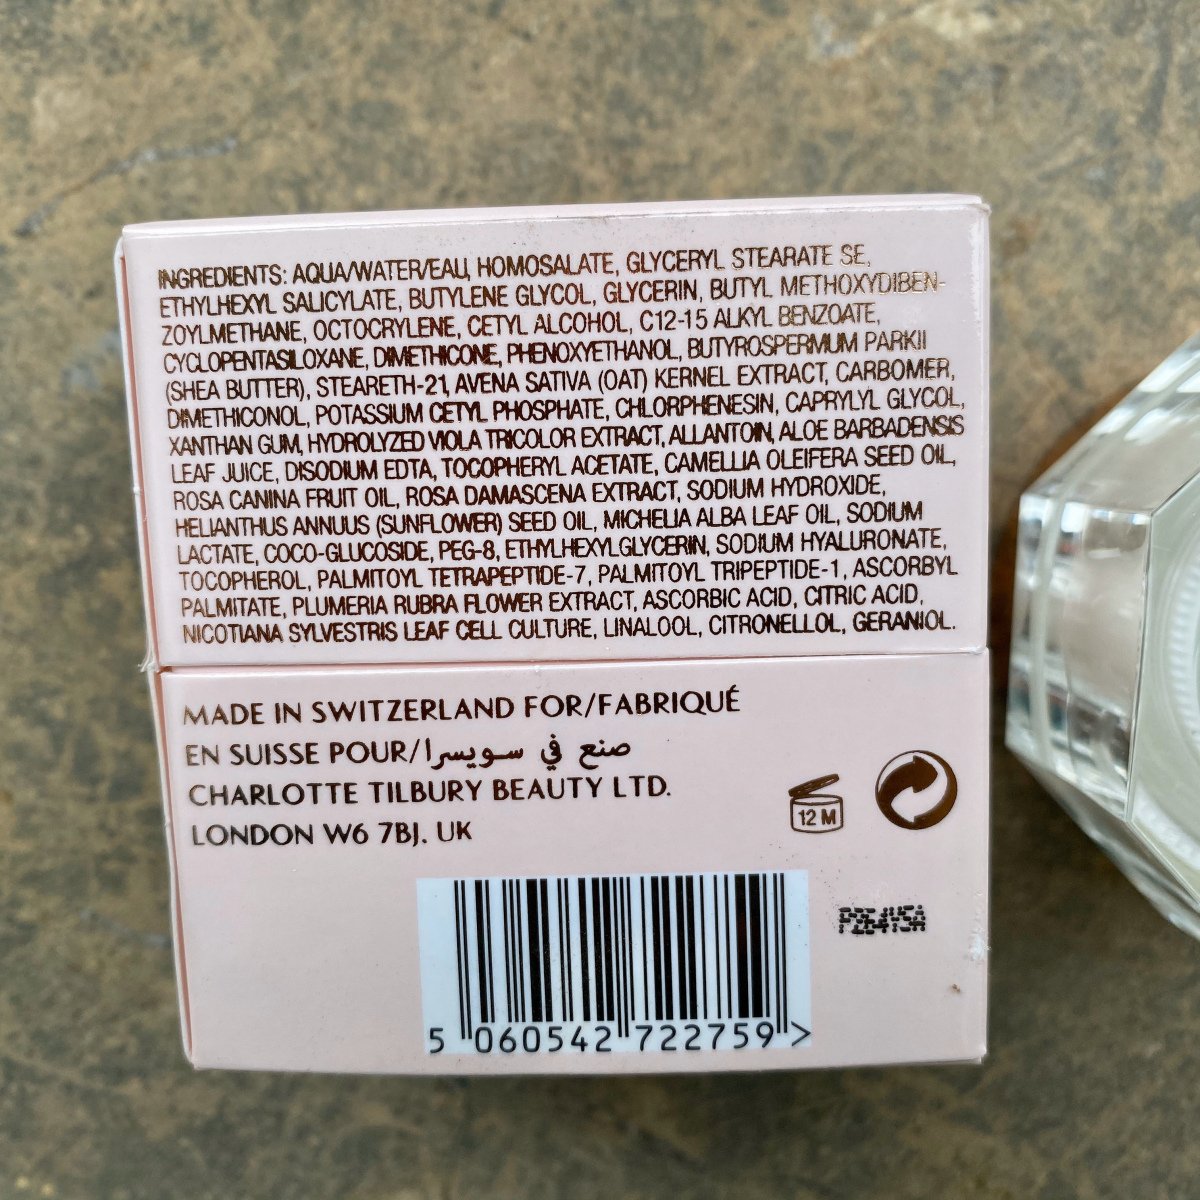 INGREDIENTS: AQUA/WATER/EAU, HOMOSALATE, GLYCERYL STEARATE SE,
ETHYLHEXYL SALICYLATE, BUTYLENE GLYCOL, GLYCERIN, BUTYL METHOXYDIBEN-
ZOYLMETHANE, OCTOCRYLENE, CETYL ALCOHOL, C12-15 ALKYL BENZOATE,
CYCLOPENTASILOXANE, DIMETHICONE, PHENOXYETHANOL, BUTYROSPERMUM PARKII
(SHEA BUTTER), STEARETH-21, AVENA SATIVA (OAT) KERNEL EXTRACT, CARBOMER,
DIMETHICONOL, POTASSIUM CETYL PHOSPHATE, CHLORPHENESIN, CAPRYLYL GLYCOL,
XANTHAN GUM, HYDROLYZED VIOLA TRICOLOR EXTRACT, ALLANTOIN, ALOE BARBADENSIS
LEAF JUICE, DISODIUM EDTA, TOCOPHERYL ACETATE, CAMELLIA OLEIFERA SEED OIL,
ROSA CANINA FRUIT OIL, ROSA DAMASCENA EXTRACT, SODIUM HYDROXIDE,
HELIANTHUS ANNUUS (SUNFLOWER) SEED OIL, MICHELIA ALBA LEAF OIL, SODIUM
LACTATE, COCO-GLUCOSIDE, PEG-8, ETHYLHEXYLGLYCERIN, SODIUM HYALURONATE,
TOCOPHEROL, PALMITOYL TETRAPEPTIDE-7, PALMITOYL TRIPEPTIDE-1, ASCORBYL
PALMITATE, PLUMERIA RUBRA FLOWER EXTRACT, ASCORBIC ACID, CITRIC ACID,
NICOTIANA SYLVESTRIS LEAF CELL CULTURE, LINALOOL, CITRONELLOL, GERANIOL.
MADE IN SWITZERLAND FOR/FABRIQUÉ
EN SUISSE POUR/صنع في سويسرا
CHARLOTTE TILBURY BEAUTY LTD.
LONDON W6 7BJ. UK
12 M
5 060542 722759 >